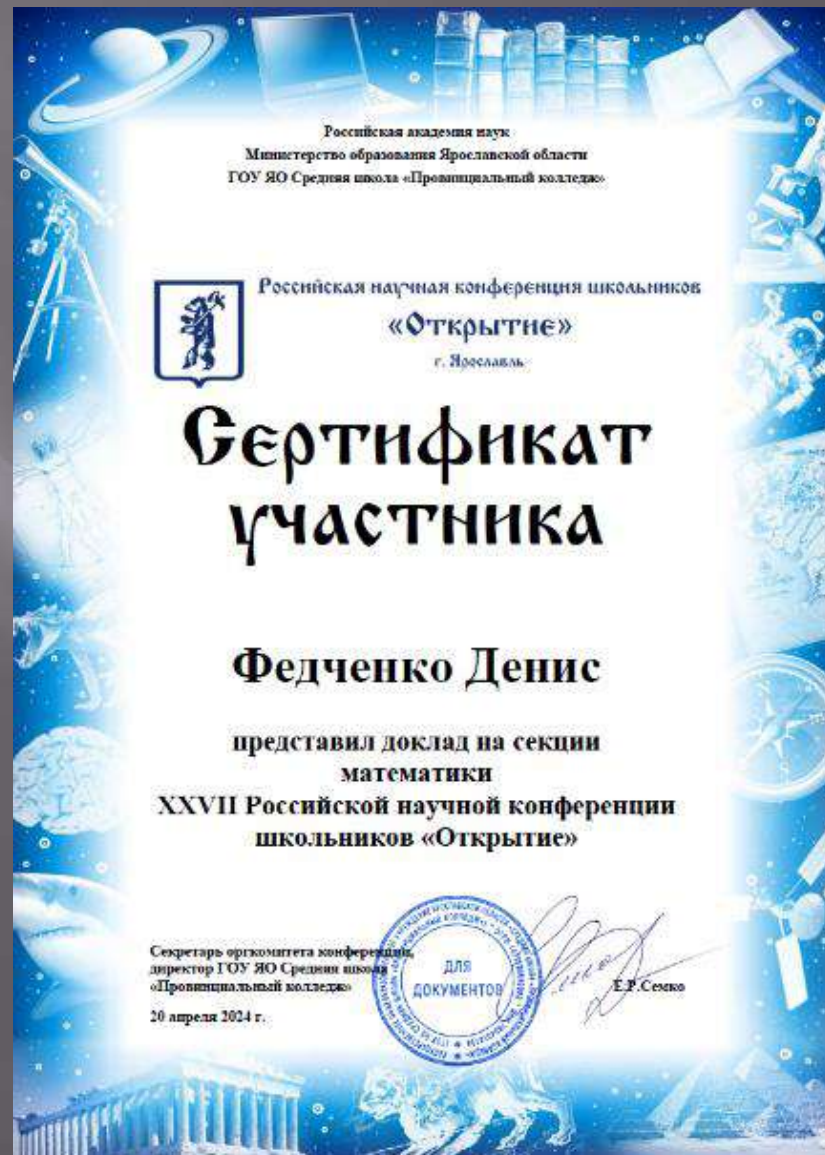 Российская академия наук
Министерство образования Ярославской области
ГОУ ЯО Средняя школа «Провинциальный колледж»
Российская научная конференция школьников
«Открытие»
г. Ярославль
Сертификат
участника
Федченко Денис
представил доклад на секции
математики
XXVII Российской научной конференции
школьников «Открытие»
Секретарь оргкомитета конференции,
директор ГОУ ЯО Средняя школа
«Провинциальный колледж»
Е.Р.Семко
20 апреля 2024 г.
ДЛЯ
ДОКУМЕНТОВ